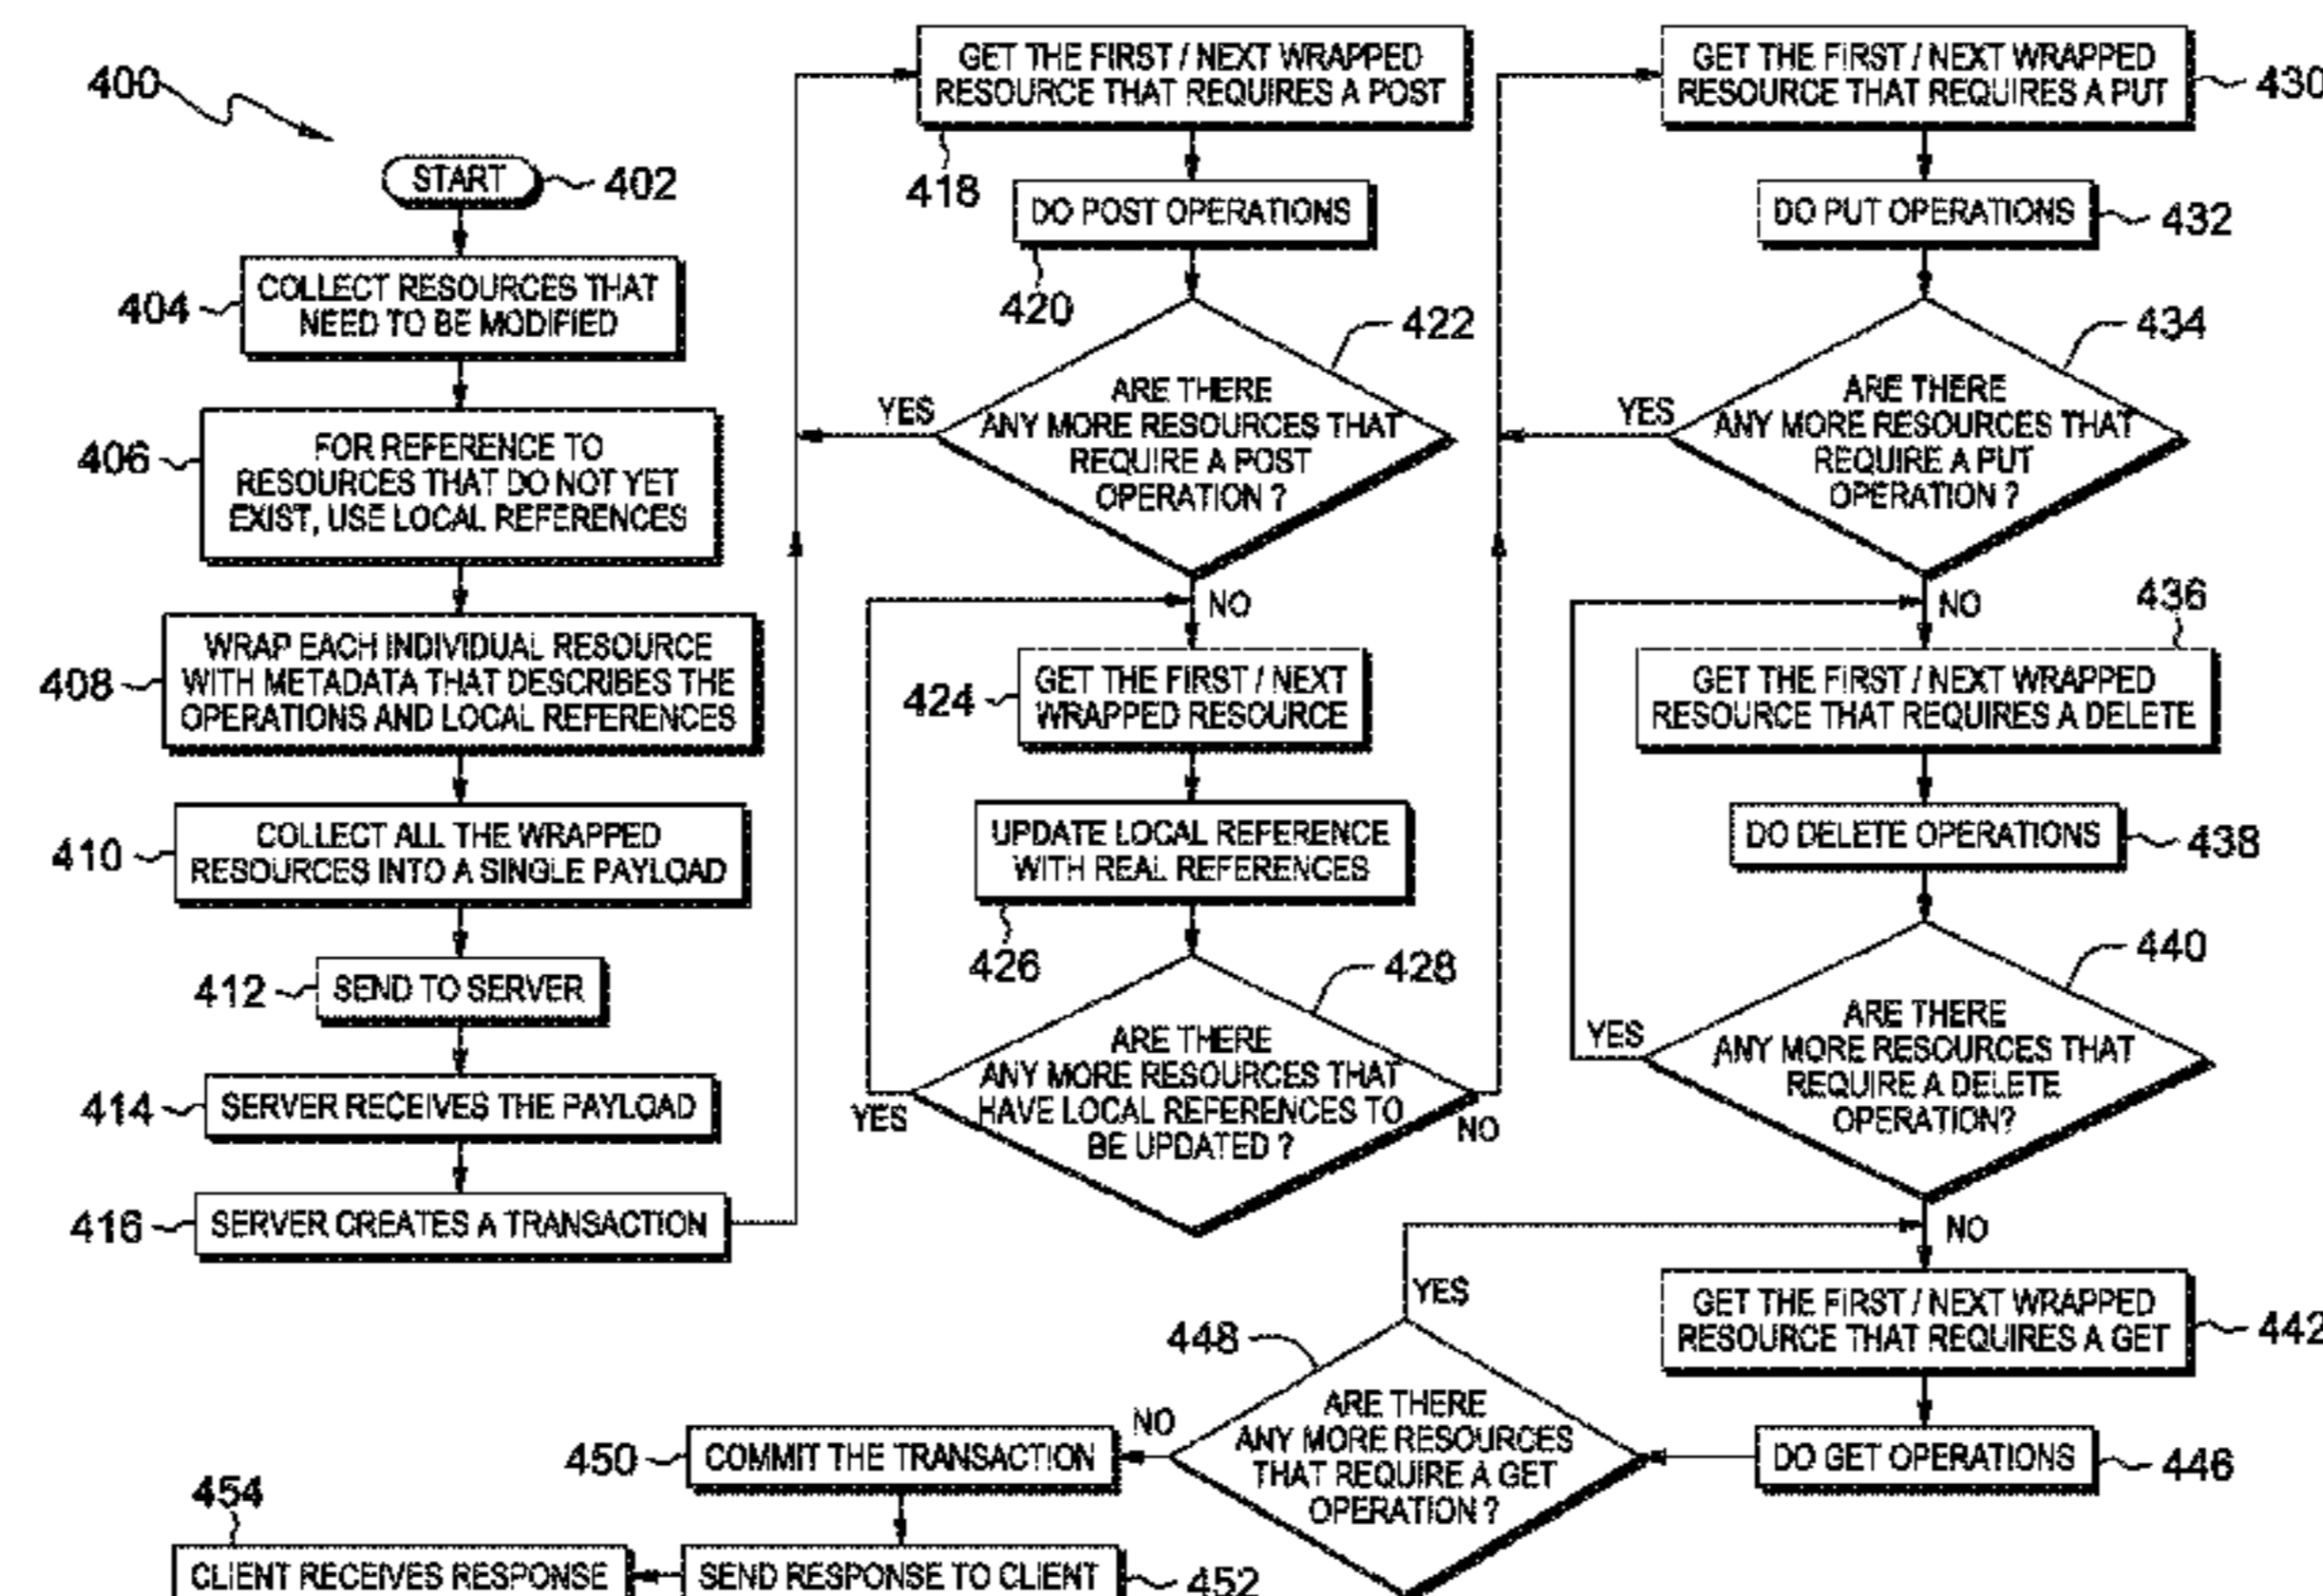 400
START
402
404
COLLECT RESOURCES THAT
NEED TO BE MODIFIED
406
FOR REFERENCE TO
RESOURCES THAT DO NOT YET
EXIST, USE LOCAL REFERENCES
408
WRAP EACH INDIVIDUAL RESOURCE
WITH METADATA THAT DESCRIBES THE
OPERATIONS AND LOCAL REFERENCES
410
COLLECT ALL THE WRAPPED
RESOURCES INTO A SINGLE PAYLOAD
412
SEND TO SERVER
414
SERVER RECEIVES THE PAYLOAD
416
SERVER CREATES A TRANSACTION
GET THE FIRST / NEXT WRAPPED
RESOURCE THAT REQUIRES A POST
418
DO POST OPERATIONS
420
422
ARE THERE
ANY MORE RESOURCES THAT
REQUIRE A POST
OPERATION ?
YES
NO
424
GET THE FIRST / NEXT
WRAPPED RESOURCE
UPDATE LOCAL REFERENCE
WITH REAL REFERENCES
426
428
ARE THERE
ANY MORE RESOURCES THAT
HAVE LOCAL REFERENCES TO
BE UPDATED ?
YES
NO
GET THE FIRST / NEXT WRAPPED
RESOURCE THAT REQUIRES A PUT
430
DO PUT OPERATIONS
432
434
ARE THERE
ANY MORE RESOURCES THAT
REQUIRE A PUT
OPERATION ?
YES
NO
436
GET THE FIRST / NEXT WRAPPED
RESOURCE THAT REQUIRES A DELETE
DO DELETE OPERATIONS
438
440
ARE THERE
ANY MORE RESOURCES THAT
REQUIRE A DELETE
OPERATION?
YES
NO
GET THE FIRST / NEXT WRAPPED
RESOURCE THAT REQUIRES A GET
442
DO GET OPERATIONS
446
448
ARE THERE
ANY MORE RESOURCES
THAT REQUIRE A GET
OPERATION ?
YES
NO
450
COMMIT THE TRANSACTION
SEND RESPONSE TO CLIENT
452
454
CLIENT RECEIVES RESPONSE